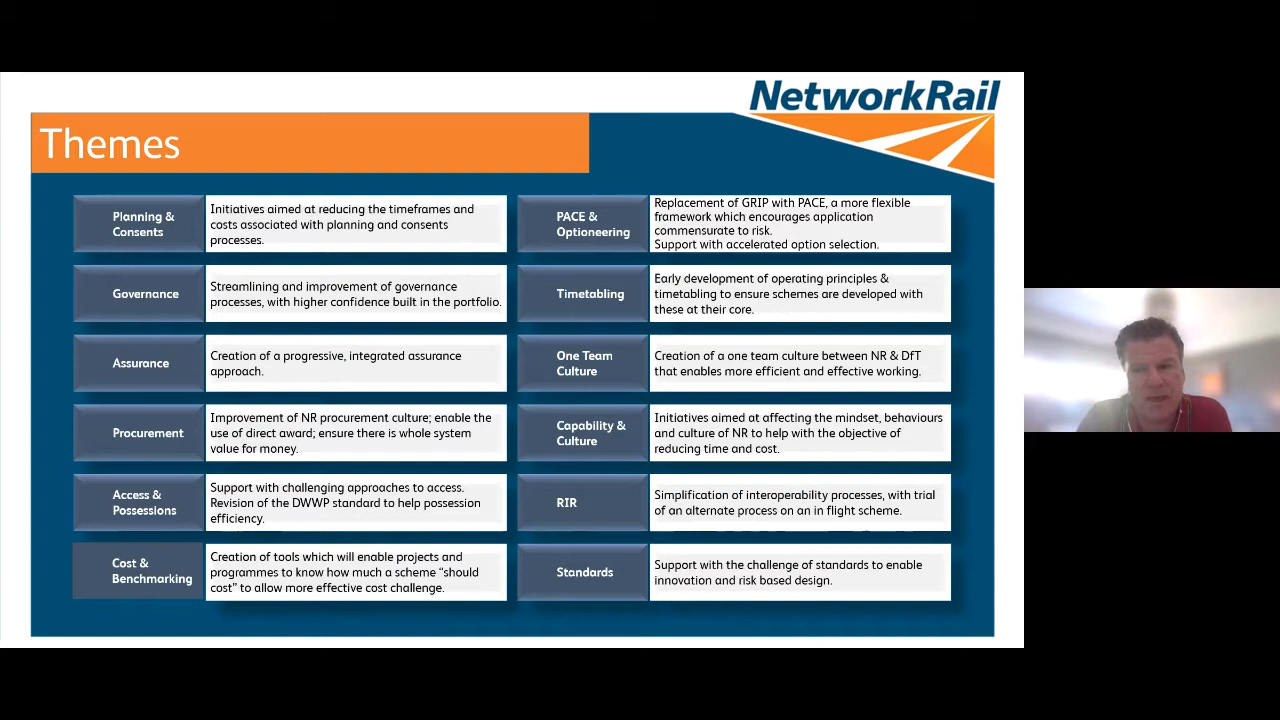 NetworkRail
Themes
Planning &
Consents
Initiatives aimed at reducing the timeframes and
costs associated with planning and consents
processes.
Governance
Streamlining and improvement of governance
processes, with higher confidence built in the portfolio.
Assurance
Creation of a progressive, integrated assurance
approach.
Procurement
Improvement of NR procurement culture; enable the
use of direct award; ensure there is whole system
value for money.
Access &
Possessions
Support with challenging approaches to access.
Revision of the DWWP standard to help possession
efficiency.
Cost &
Benchmarking
Creation of tools which will enable projects and
programmes to know how much a scheme “should
cost” to allow more effective cost challenge.
PACE &
Optioneering
Replacement of GRIP with PACE, a more flexible
framework which encourages application
commensurate to risk.
Support with accelerated option selection.
Timetabling
Early development of operating principles &
timetabling to ensure schemes are developed with
these at their core.
One Team
Culture
Creation of a one team culture between NR & DfT
that enables more efficient and effective working.
Capability &
Culture
Initiatives aimed at affecting the mindset, behaviours
and culture of NR to help with the objective of
reducing time and cost.
RIR
Simplification of interoperability processes, with trial
of an alternate process on an in flight scheme.
Standards
Support with the challenge of standards to enable
innovation and risk based design.